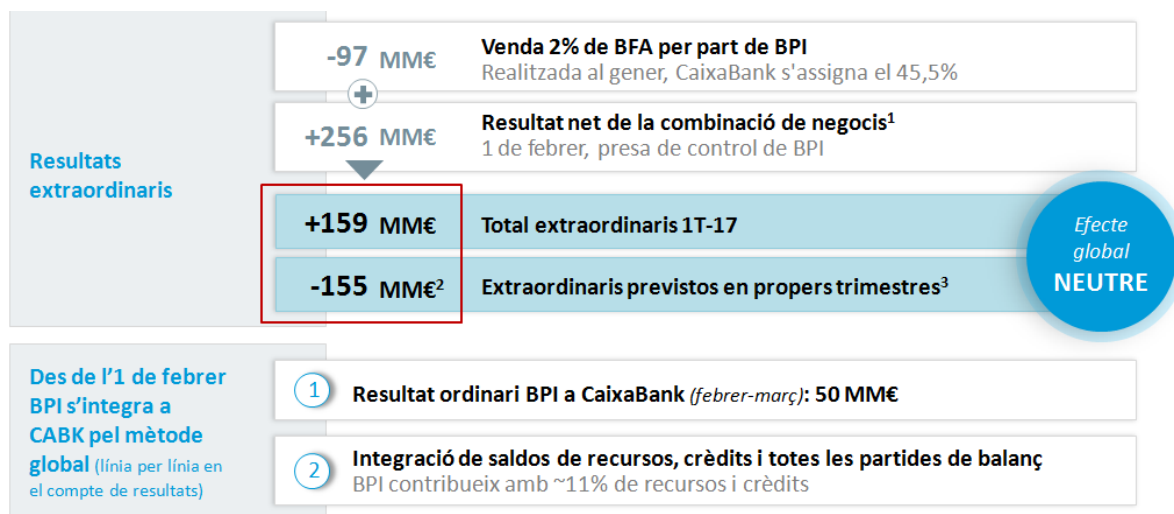 Resultats
extraordinaris
-97 MM€
Venda 2% de BFA per part de BPI
Realitzada al gener, CaixaBank s'assigna el 45,5%
+256 MM€
Resultat net de la combinació de negocis¹
1 de febrer, presa de control de BPI
+159 MM€
Total extraordinaris 1T-17
-155 MM€²
Extraordinaris previstos en propers trimestres³
Efecte
global
NEUTRE
Des de l'1 de febrer
BPI s'integra a
CABK pel mètode
global (línia per línia en
el compte de resultats)
1
Resultat ordinari BPI a CaixaBank (febrer-març): 50 MM€
2
Integració de saldos de recursos, crèdits i totes les partides de balanç
BPI contribueix amb ~11% de recursos i crèdits